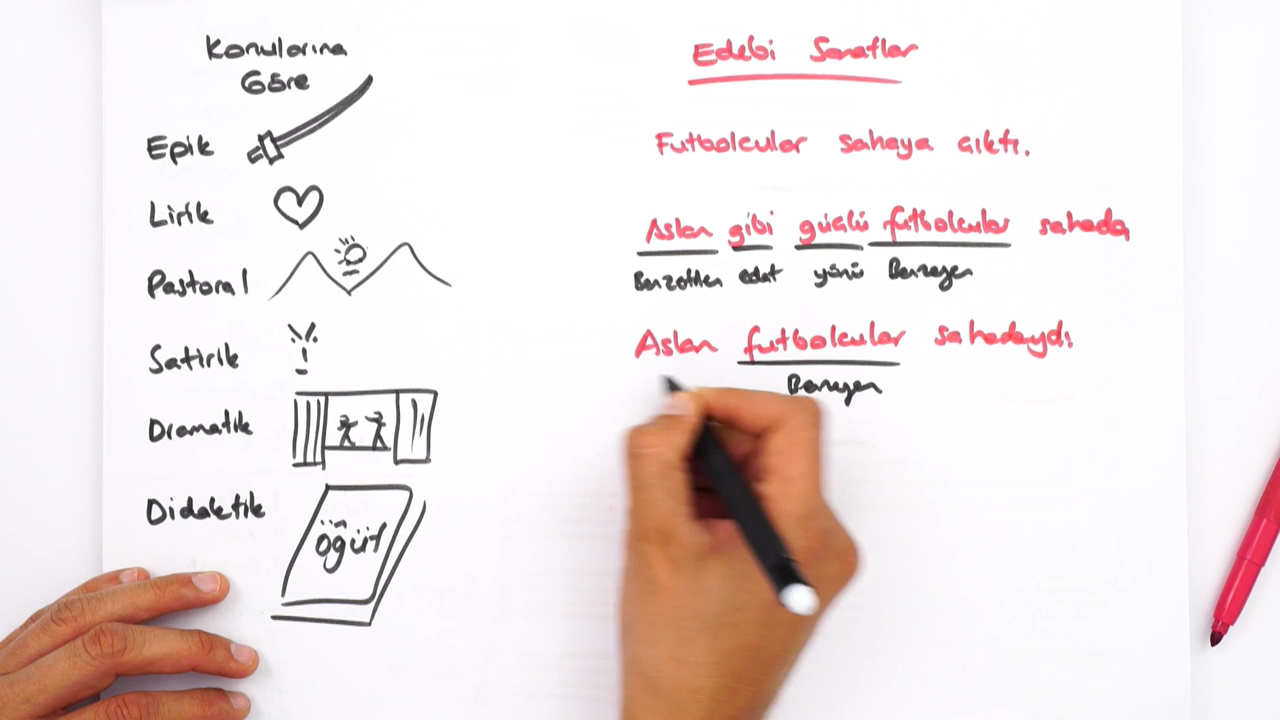 Konularına
Göre
Epik
Lirik
Pastoral
Satirik
Dramatik
Didaktik
öğüt
Edebi Sanatlar
Futbolcular sahaya çıktı.
Aslan gibi güçlü futbolcular sahada
Benzetilen edat yönü Benzeyen
Aslan futbolcular sahadaydı
Benzeyen